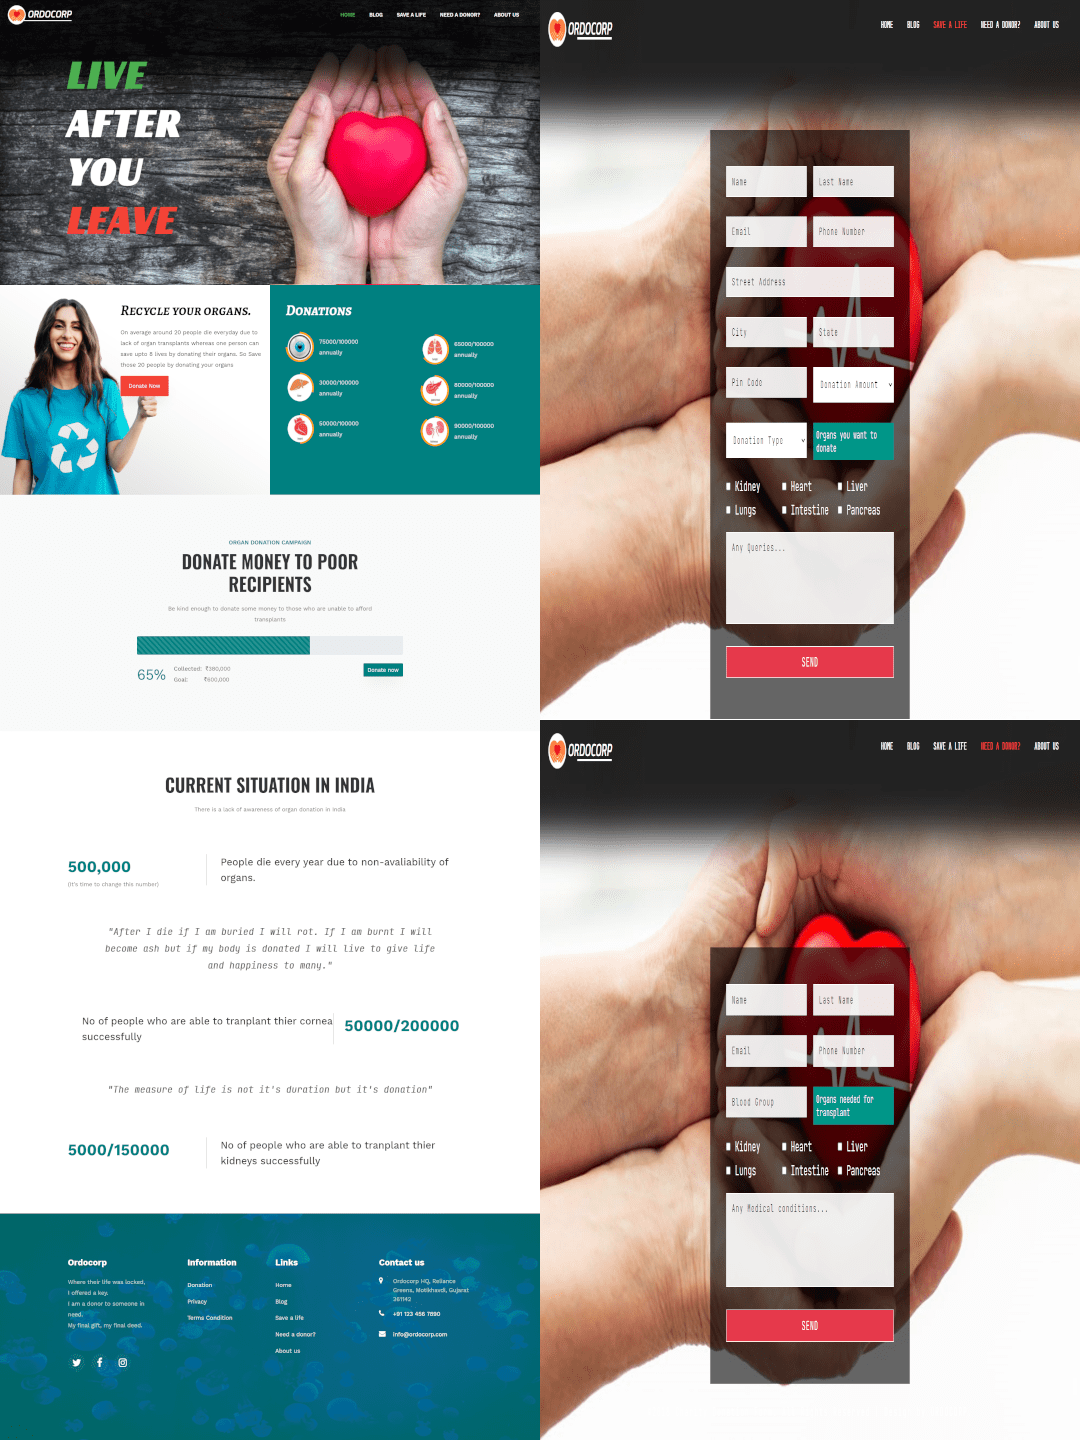 ORDOCORP
HOME BLOG SAVE A LIFE NEED A DONOR? ABOUT US
LIVE
AFTER
YOU
LEAVE
RECYCLE YOUR ORGANS.
On average around 20 people die everyday due to
lack of organ transplants whereas one person can
save upto 8 lives by donating their organs. So Save
those 20 people by donating your organs
Donate Now
DONATIONS
75000/100000
annually
65000/100000
annually
30000/100000
annually
80000/100000
annually
50000/100000
annually
90000/100000
annually
ORGAN DONATION CAMPAIGN
DONATE MONEY TO POOR
RECIPIENTS
Be kind enough to donate some money to those who are unable to afford
transplants
65%
Collected: ₹390,000
Goal: ₹600,000
Donate now
CURRENT SITUATION IN INDIA
There is a lack of awareness of organ donation in India
500,000
(It's time to change this number)
People die every year due to non-avaliability of
organs.
"After I die if I am buried I will rot. If I am burnt I will
become ash but if my body is donated I will live to give life
and happiness to many."
No of people who are able to tranplant thier cornea
successfully
50000/200000
"The measure of life is not it's duration but it's donation"
5000/150000
No of people who are able to tranplant thier
kidneys successfully
Ordocorp
Where their life was locked,
I offered a key.
I am a donor to someone in
need.
My final gift, my final deed.
Information
Donation
Privacy
Terms Condition
Links
Home
Blog
Save a life
Need a donor?
About us
Contact us
Ordocorp HQ, Reliance
Greens, Motikhavdi, Gujarat
361142
+91 123 456 7890
info@ordocorp.com
ORDOCORP
HOME BLOG SAVE A LIFE NEED A DONOR? ABOUT US
Name
Last Name
Email
Phone Number
Street Address
City
State
Pin Code
Donation Amount
Donation Type
Organs you want to
donate
Kidney Heart Liver
Lungs Intestine Pancreas
Any Queries...
SEND
ORDOCORP
HOME BLOG SAVE A LIFE NEED A DONOR? ABOUT US
Name
Last Name
Email
Phone Number
Blood Group
Organs needed for
transplant
Kidney Heart Liver
Lungs Intestine Pancreas
Any Medical conditions...
SEND